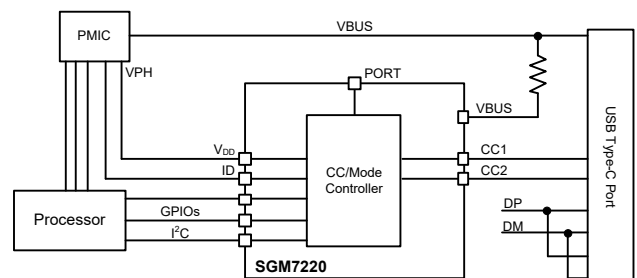 PMIC
VBUS
VPH
PORT
VBUS
V_DD
ID
CC/Mode
Controller
CC1
CC2
USB Type-C Port
Processor
GPIOs
I²C
DP
DM
SGM7220